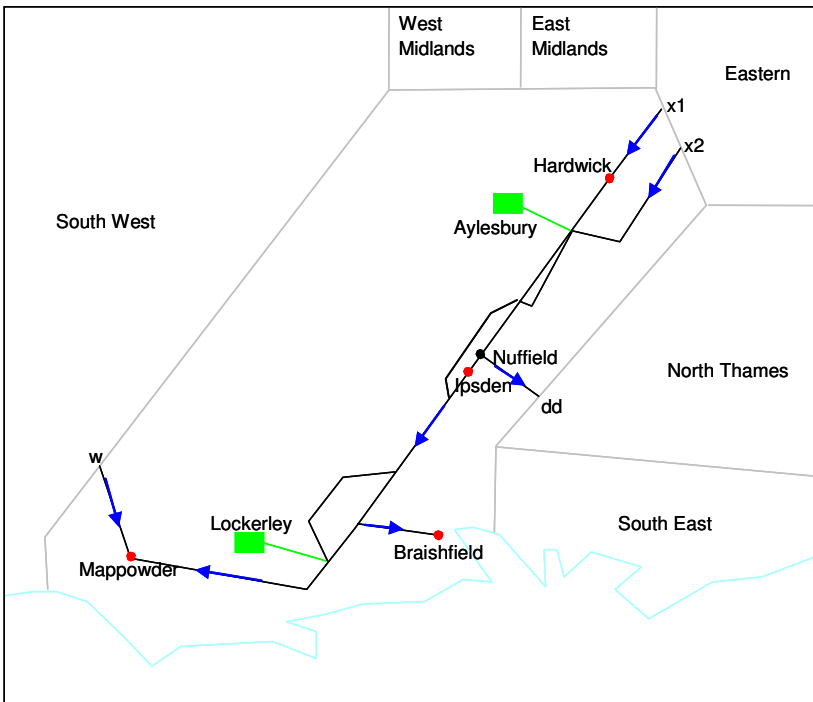 West
Midlands
East
Midlands
Eastern
x1
x2
Hardwick
South West
Aylesbury
Nuffield
Ipsden
North Thames
dd
w
Lockerley
South East
Braishfield
Mappowder